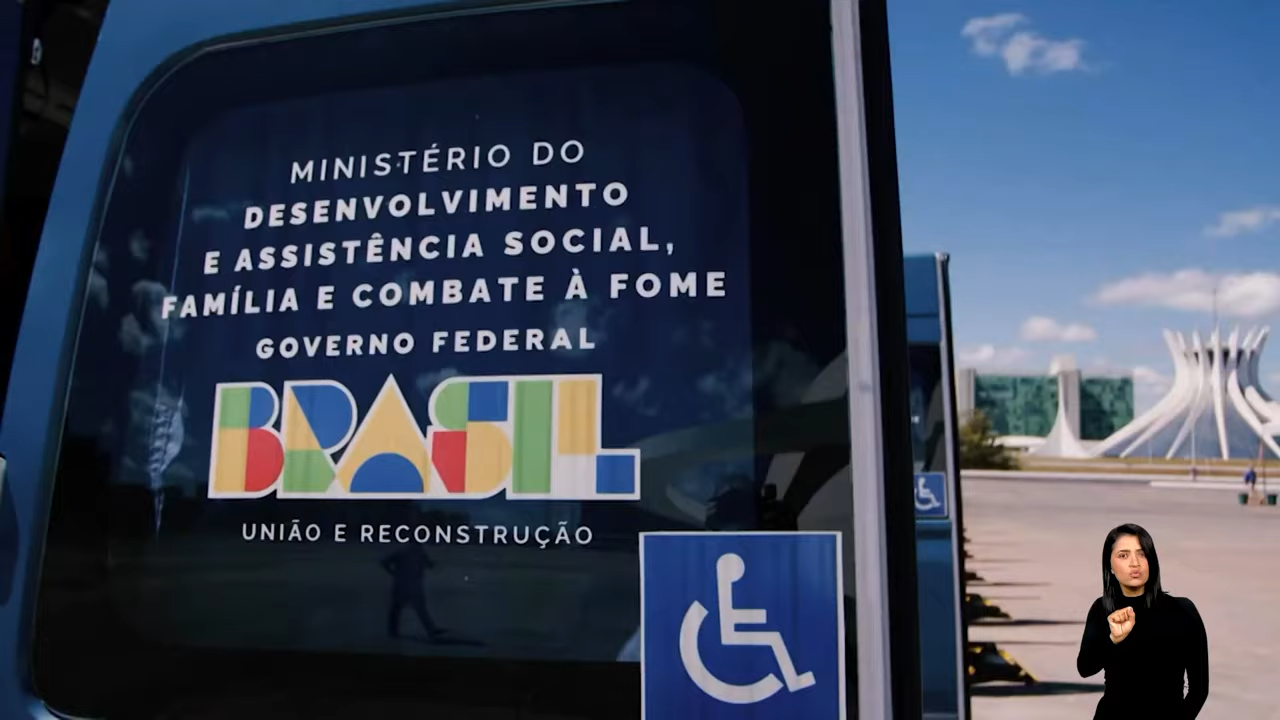 MINISTÉRIO DO
DESENVOLVIMENTO
E ASSISTÊNCIA SOCIAL,
FAMÍLIA E COMBATE À FOME
GOVERNO FEDERAL
BRASIL
UNIÃO E RECONSTRUÇÃO